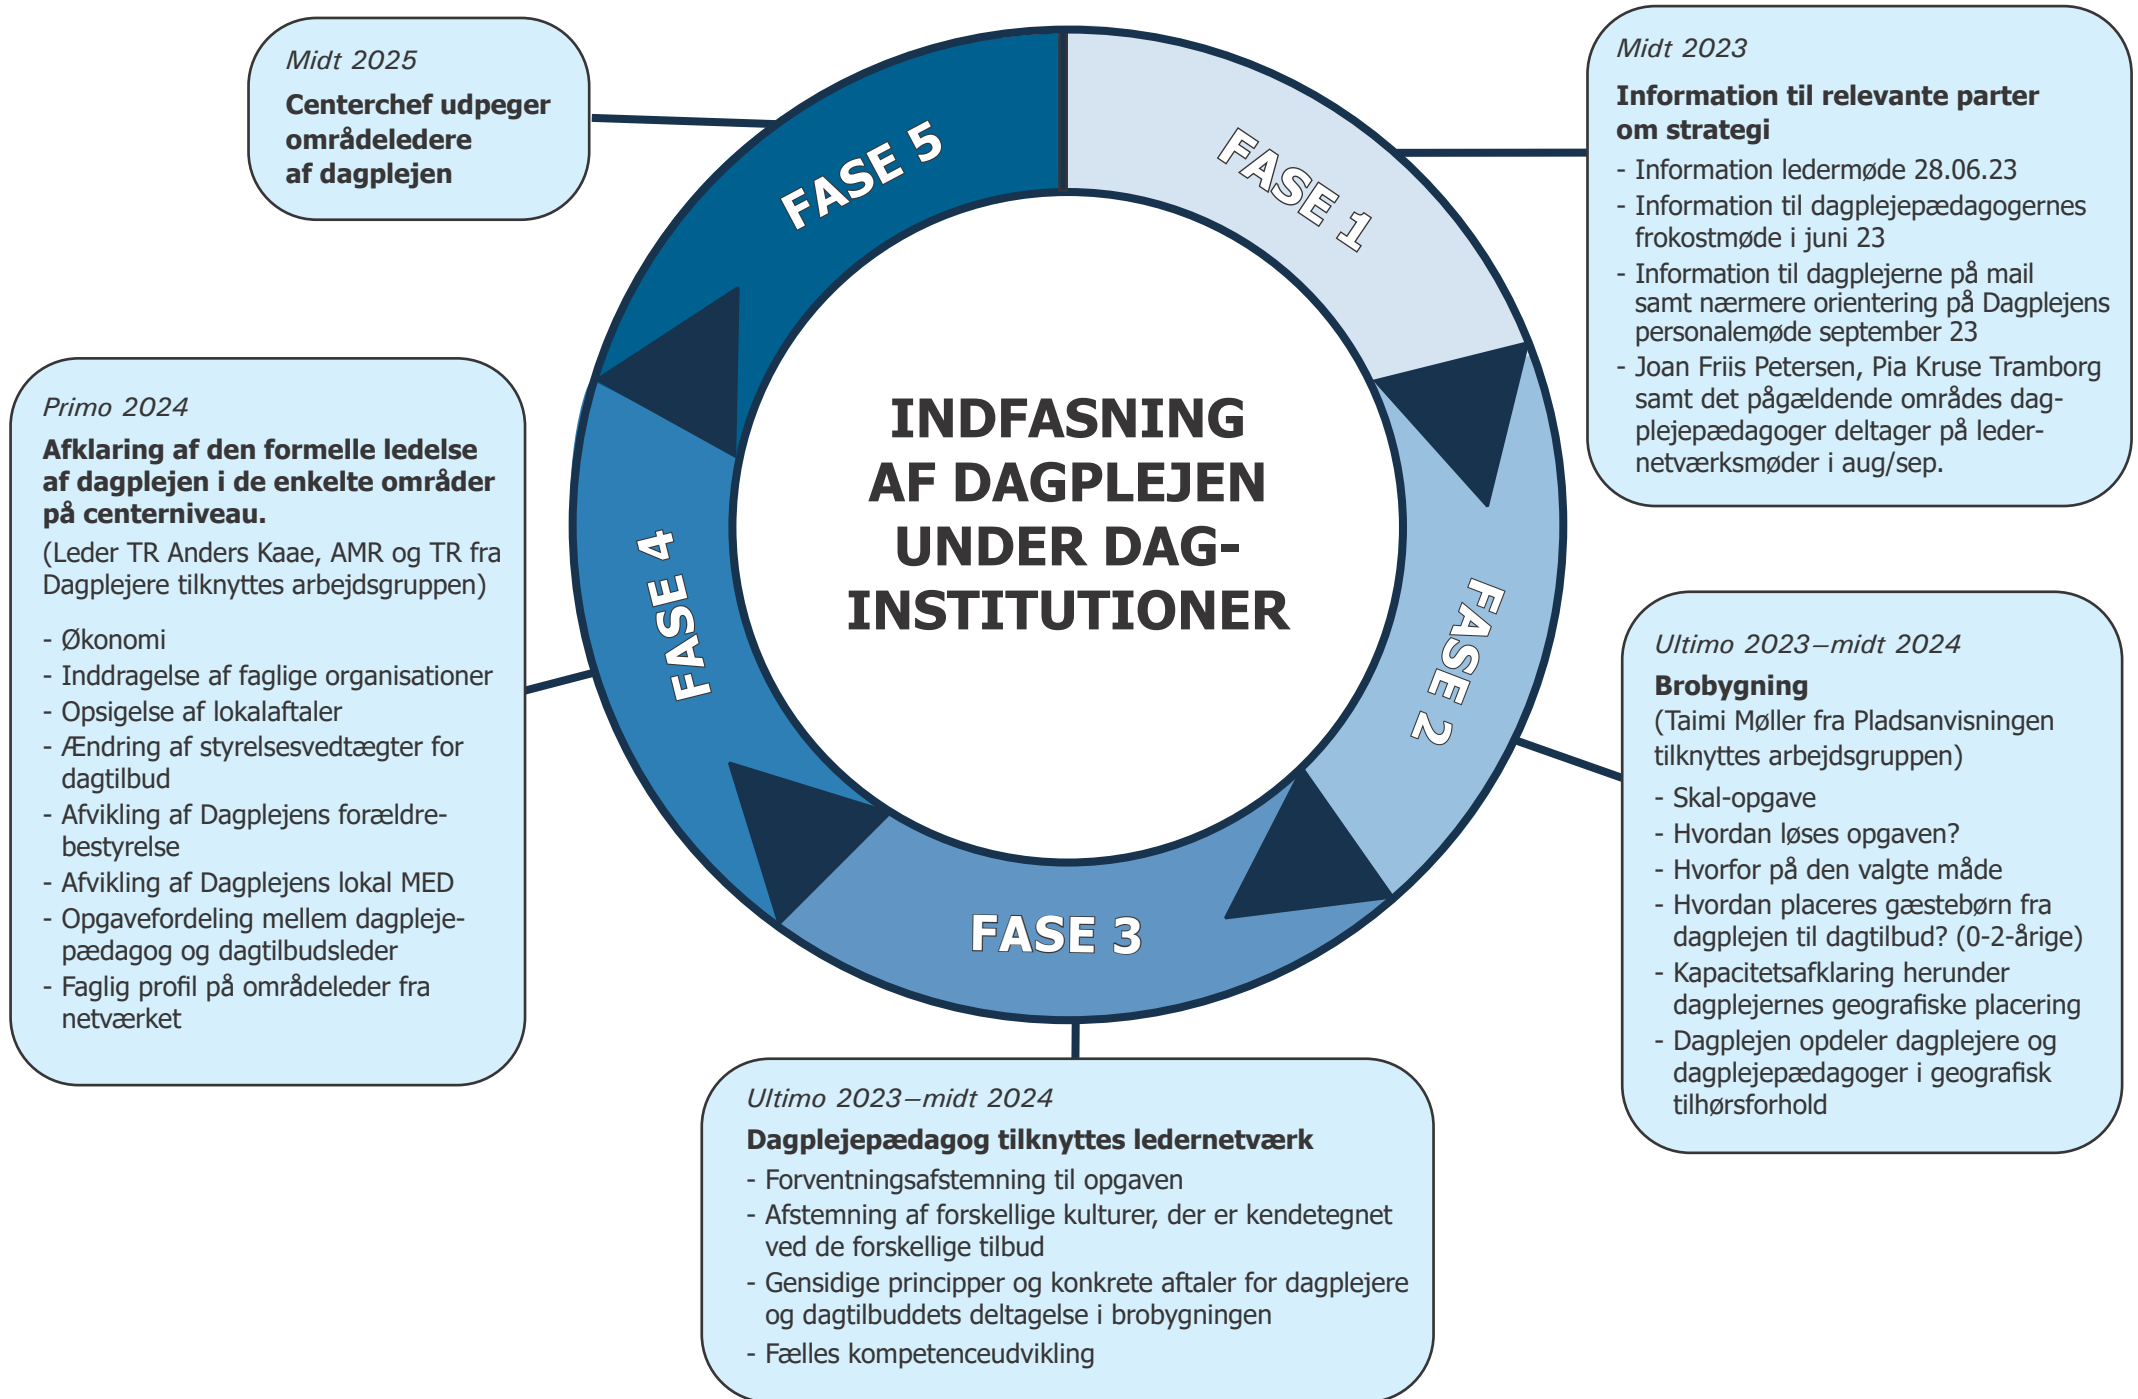 INDFASNING
AF DAGPLEJEN
UNDER DAG-
INSTITUTIONER
FASE 1
Midt 2023
Information til relevante parter
om strategi
- Information ledermøde 28.06.23
- Information til dagplejepædagogernes
frokostmøde i juni 23
- Information til dagplejerne på mail
samt nærmere orientering på Dagplejens
personalemøde september 23
- Joan Friis Petersen, Pia Kruse Tramborg
samt det pågældende områdes dag-
plejepædagoger deltager på leder-
netværksmøder i aug/sep.
FASE 2
Ultimo 2023–midt 2024
Brobygning
(Taimi Møller fra Pladsanvisningen
tilknyttes arbejdsgruppen)
- Skal-opgave
- Hvordan løses opgaven?
- Hvorfor på den valgte måde
- Hvordan placeres gæstebørn fra
dagplejen til dagtilbud? (0-2-årige)
- Kapacitetsafklaring herunder
dagplejernes geografiske placering
- Dagplejen opdeler dagplejere og
dagplejepædagoger i geografisk
tilhørsforhold
FASE 3
Ultimo 2023–midt 2024
Dagplejepædagog tilknyttes ledernetværk
- Forventningsafstemning til opgaven
- Afstemning af forskellige kulturer, der er kendetegnet
ved de forskellige tilbud
- Gensidige principper og konkrete aftaler for dagplejere
og dagtilbuddets deltagelse i brobygningen
- Fælles kompetenceudvikling
FASE 4
Primo 2024
Afklaring af den formelle ledelse
af dagplejen i de enkelte områder
på centerniveau.
(Leder TR Anders Kaae, AMR og TR fra
Dagplejere tilknyttes arbejdsgruppen)
- Økonomi
- Inddragelse af faglige organisationer
- Opsigelse af lokalaftaler
- Ændring af styrelsesvedtægter for
dagtilbud
- Afvikling af Dagplejens forældre-
bestyrelse
- Afvikling af Dagplejens lokal MED
- Opgavefordeling mellem dagpleje-
pædagog og dagtilbudsleder
- Faglig profil på områdeleder fra
netværket
FASE 5
Midt 2025
Centerchef udpeger
områdeledere
af dagplejen